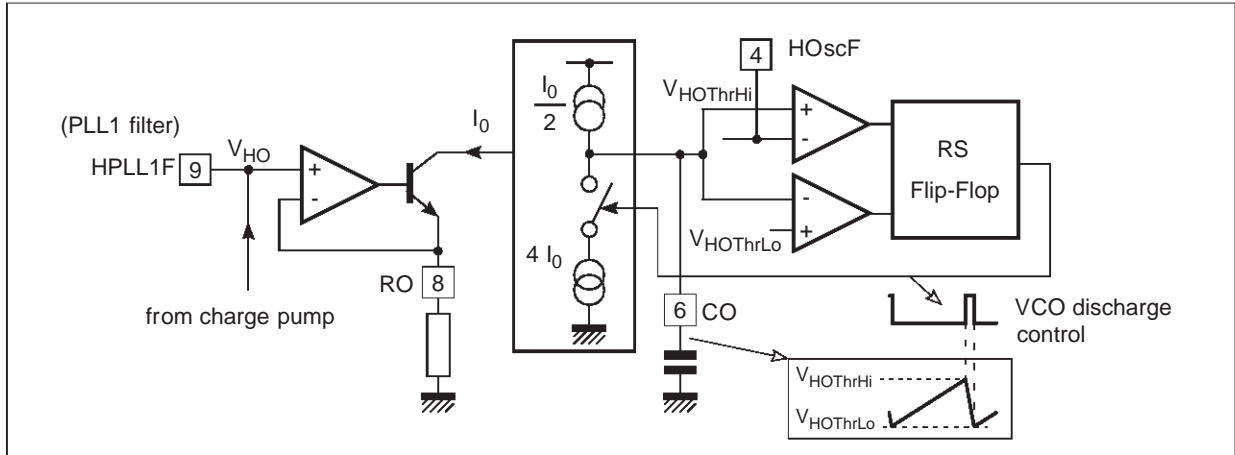 (PLL1 filter)
HPLL1F 9
V_HO
+
-
from charge pump
RO 8
I_0
I_0
2
4 I_0
4 HOscF
V_HOThrHi
+
-
-
+
V_HOThrLo
RS
Flip-Flop
6 CO
VCO discharge
control
V_HOThrHi
V_HOThrLo